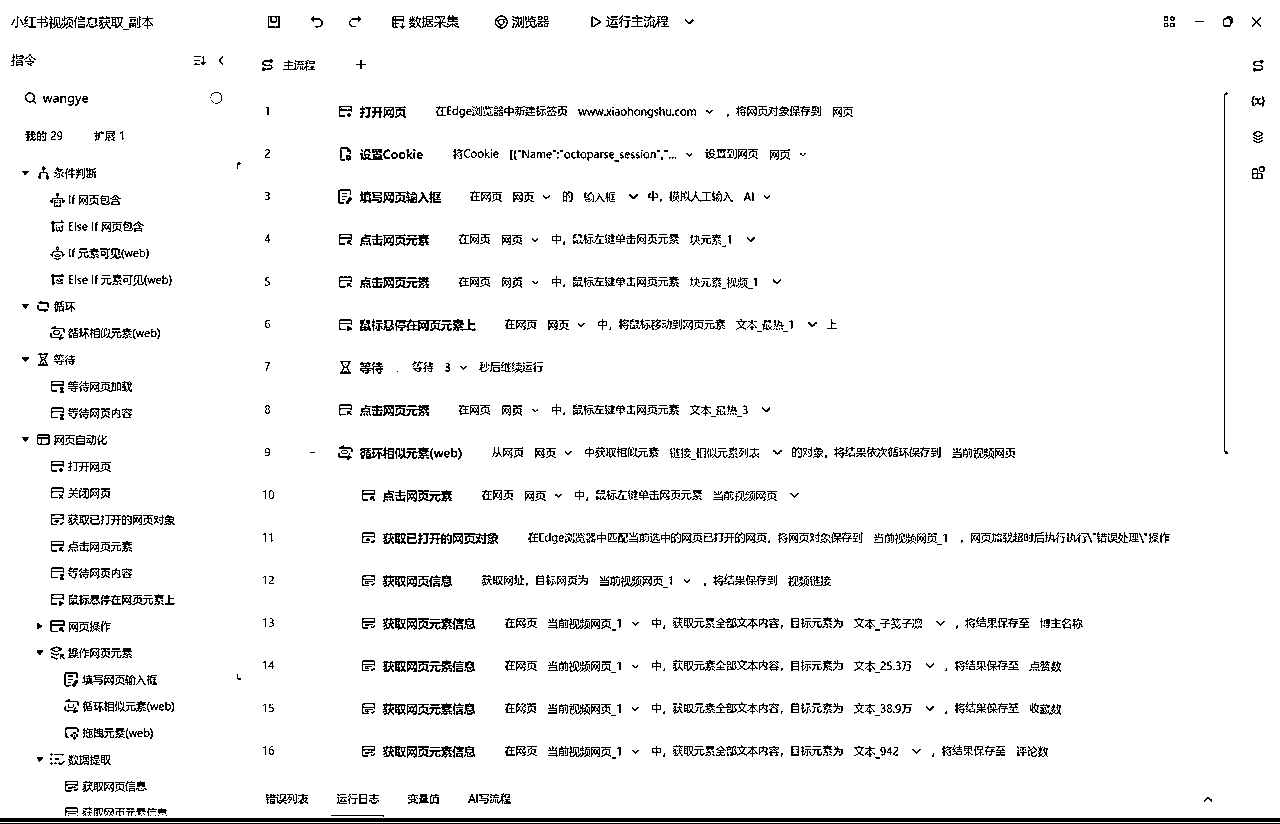 小红书视频信息获取_副本
数据采集 浏览器 运行主流程
指令
主流程
wangye
我的 29 扩展 1
条件判断
If 网页包含
Else If 网页包含
If 元素可见(web)
Else If 元素可见(web)
循环
循环相似元素(web)
等待
等待网页加载
等待网页内容
网页自动化
打开网页
关闭网页
获取已打开的网页对象
点击网页元素
等待网页内容
鼠标悬停在网页元素上
网页操作
操作网页元素
填写网页输入框
循环相似元素(web)
拖拽元素(web)
数据提取
获取网页信息
获取网页元素信息
1 打开网页 在Edge浏览器中新建标签页 www.xiaohongshu.com ，将网页对象保存到 网页
2 设置Cookie 将Cookie [{"Name":"octoparse_session","... 设置到网页 网页
3 填写网页输入框 在网页 网页 的 输入框 中，模拟人工输入 AI
4 点击网页元素 在网页 网页 中，鼠标左键单击网页元素 块元素_1
5 点击网页元素 在网页 网页 中，鼠标左键单击网页元素 块元素_视频_1
6 鼠标悬停在网页元素上 在网页 网页 中，将鼠标移动到网页元素 文本_最热_1 上
7 等待 . 等待 3 秒后继续运行
8 点击网页元素 在网页 网页 中，鼠标左键单击网页元素 文本_最热_3
9 循环相似元素(web) 从网页 网页 中获取相似元素 链接_相似元素列表 的对象，将结果依次循环保存到 当前视频网页
10 点击网页元素 在网页 网页 中，鼠标左键单击网页元素 当前视频网页
11 获取已打开的网页对象 在Edge浏览器中匹配当前选中的网页已打开的网页，将网页对象保存到 当前视频网页_1 ，网页加载超时后执行执行\"错误处理\"操作
12 获取网页信息 获取网址，目标网页为 当前视频网页_1 ，将结果保存到 视频链接
13 获取网页元素信息 在网页 当前视频网页_1 中，获取元素全部文本内容，目标元素为 文本_子笺子凛 ，将结果保存至 博主名称
14 获取网页元素信息 在网页 当前视频网页_1 中，获取元素全部文本内容，目标元素为 文本_25.3万 ，将结果保存至 点赞数
15 获取网页元素信息 在网页 当前视频网页_1 中，获取元素全部文本内容，目标元素为 文本_38.9万 ，将结果保存至 收藏数
16 获取网页元素信息 在网页 当前视频网页_1 中，获取元素全部文本内容，目标元素为 文本_942 ，将结果保存至 评论数
错误列表 运行日志 变量值 AI写流程